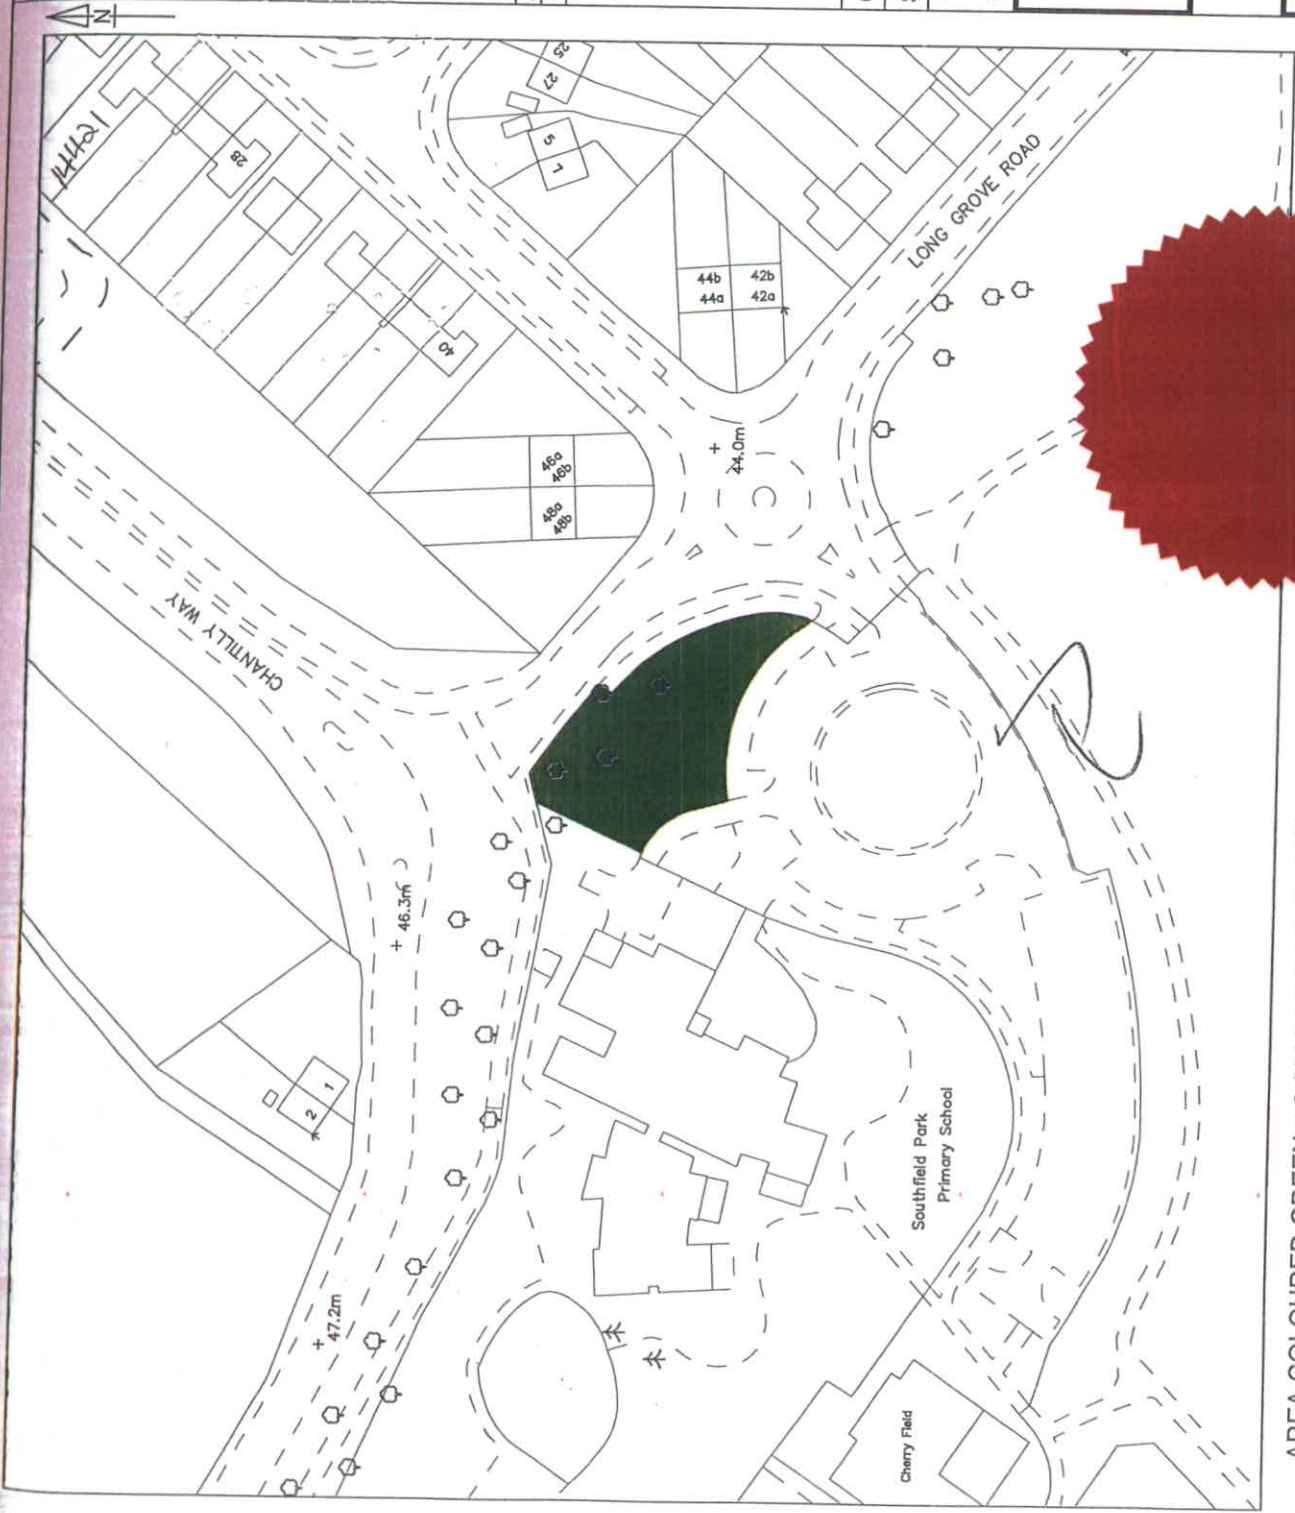 N
14421
28
40
25
27
5
7
44b
44a
42b
42a
LONG GROVE ROAD
46a
46b
48a
48b
44.0m
CHANTILLY WAY
46.3m
1
2
47.2m
Southfield Park
Primary School
Cherry Field
AREA COLOURED GREEN